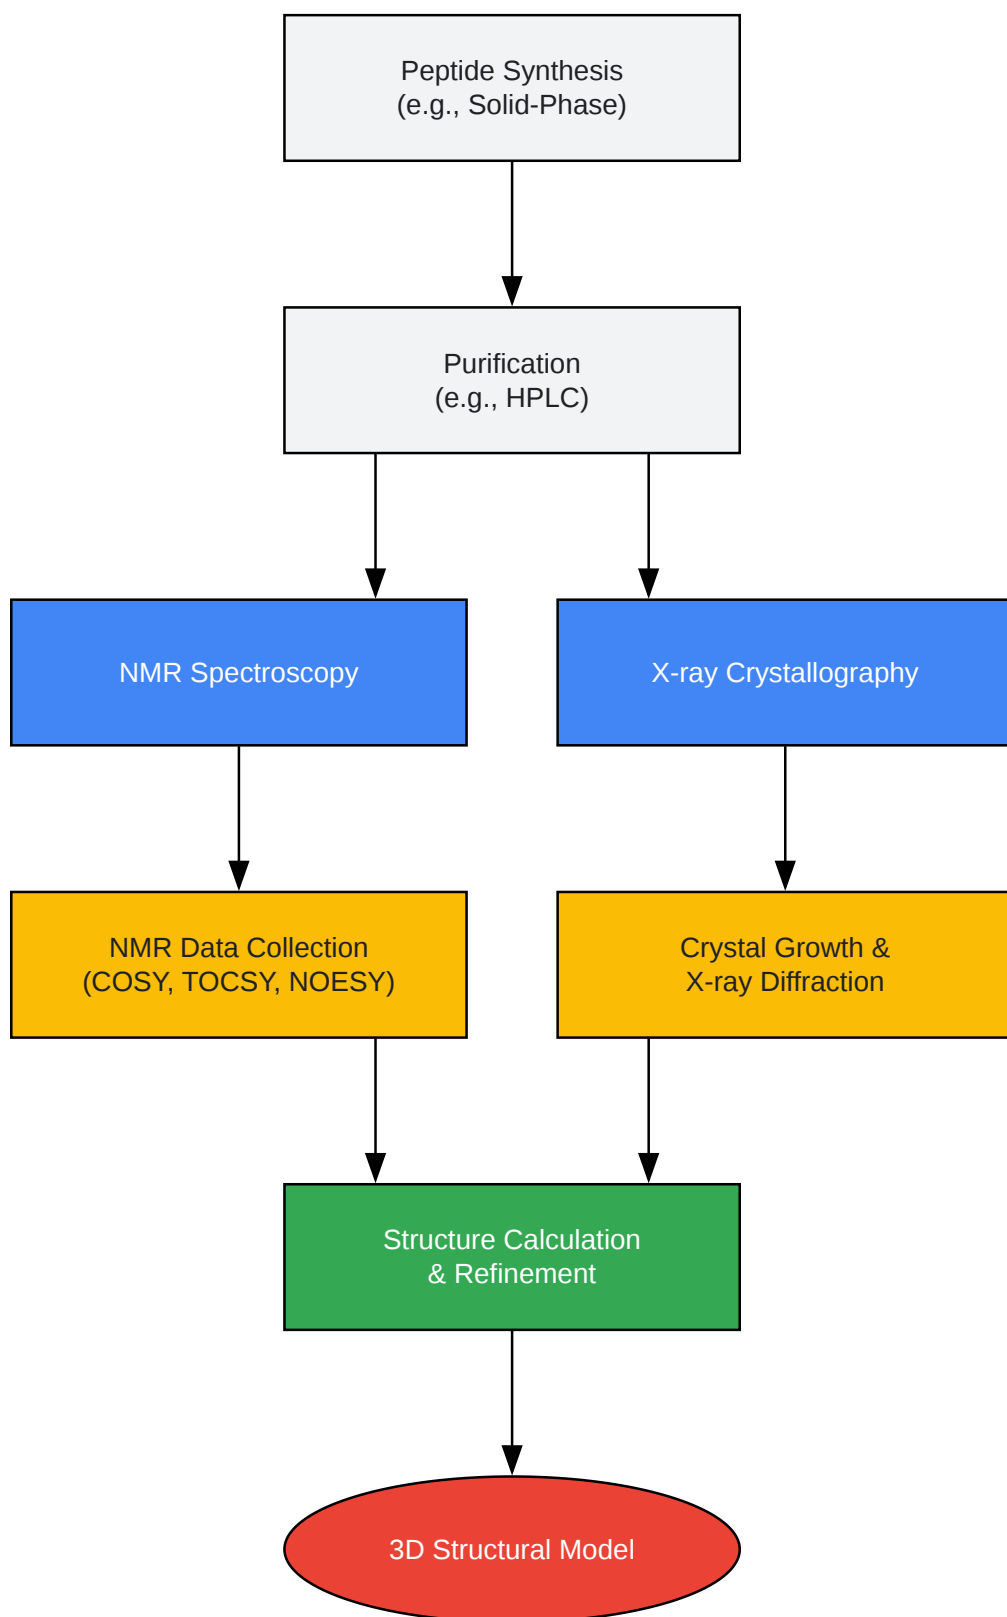 Peptide Synthesis
(e.g., Solid-Phase)
Purification
(e.g., HPLC)
NMR Spectroscopy
X-ray Crystallography
NMR Data Collection
(COSY, TOCSY, NOESY)
Crystal Growth &
X-ray Diffraction
Structure Calculation
& Refinement
3D Structural Model